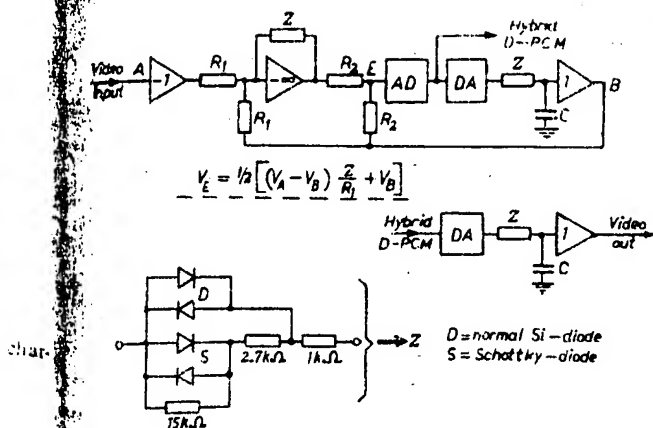 Hybrid
D-PCM
Video
Input
A
-1
R1
Z
-∞
R2
E
AD
DA
Z
1
B
R1
R2
C
V_E = 1/2 [(V_A - V_B) Z/R1 + V_B]
Hybrid
D-PCM
DA
Z
1
Video
out
C
D
S
2.7kΩ
1kΩ
Z
15kΩ
D = normal Si-diode
S = Schottky-diode
char-